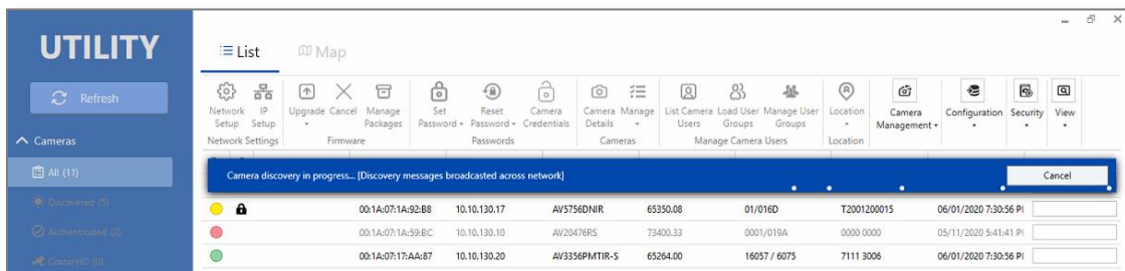 UTILITY
List
Map
Refresh
Network Setup
IP Setup
Upgrade
Cancel
Manage Packages
Set Password
Reset Password
Camera Credentials
Camera Details
Manage
List Camera Users
Load User Groups
Manage User Groups
Location
Camera Management
Configuration
Security
View
Network Settings
Firmware
Passwords
Cameras
Manage Camera Users
Location
Cameras
All (11)
Camera discovery in progress... [Discovery messages broadcasted across network]
Cancel
Discovered (5)
00:1A:07:1A:92:B8 10.10.130.17 AV5756DNIR 65350.08 01/016D T2001200015 06/01/2020 7:30:56 PI
Authenticated (2)
00:1A:07:1A:59:BC 10.10.130.10 AV20476RS 73400.33 0001/019A 0000 0000 05/11/2020 5:41:41 PI
CostarHD (0)
00:1A:07:17:AA:87 10.10.130.20 AV3356PMTIR-S 65264.00 16057 / 6075 7111 3006 06/01/2020 7:30:56 PI